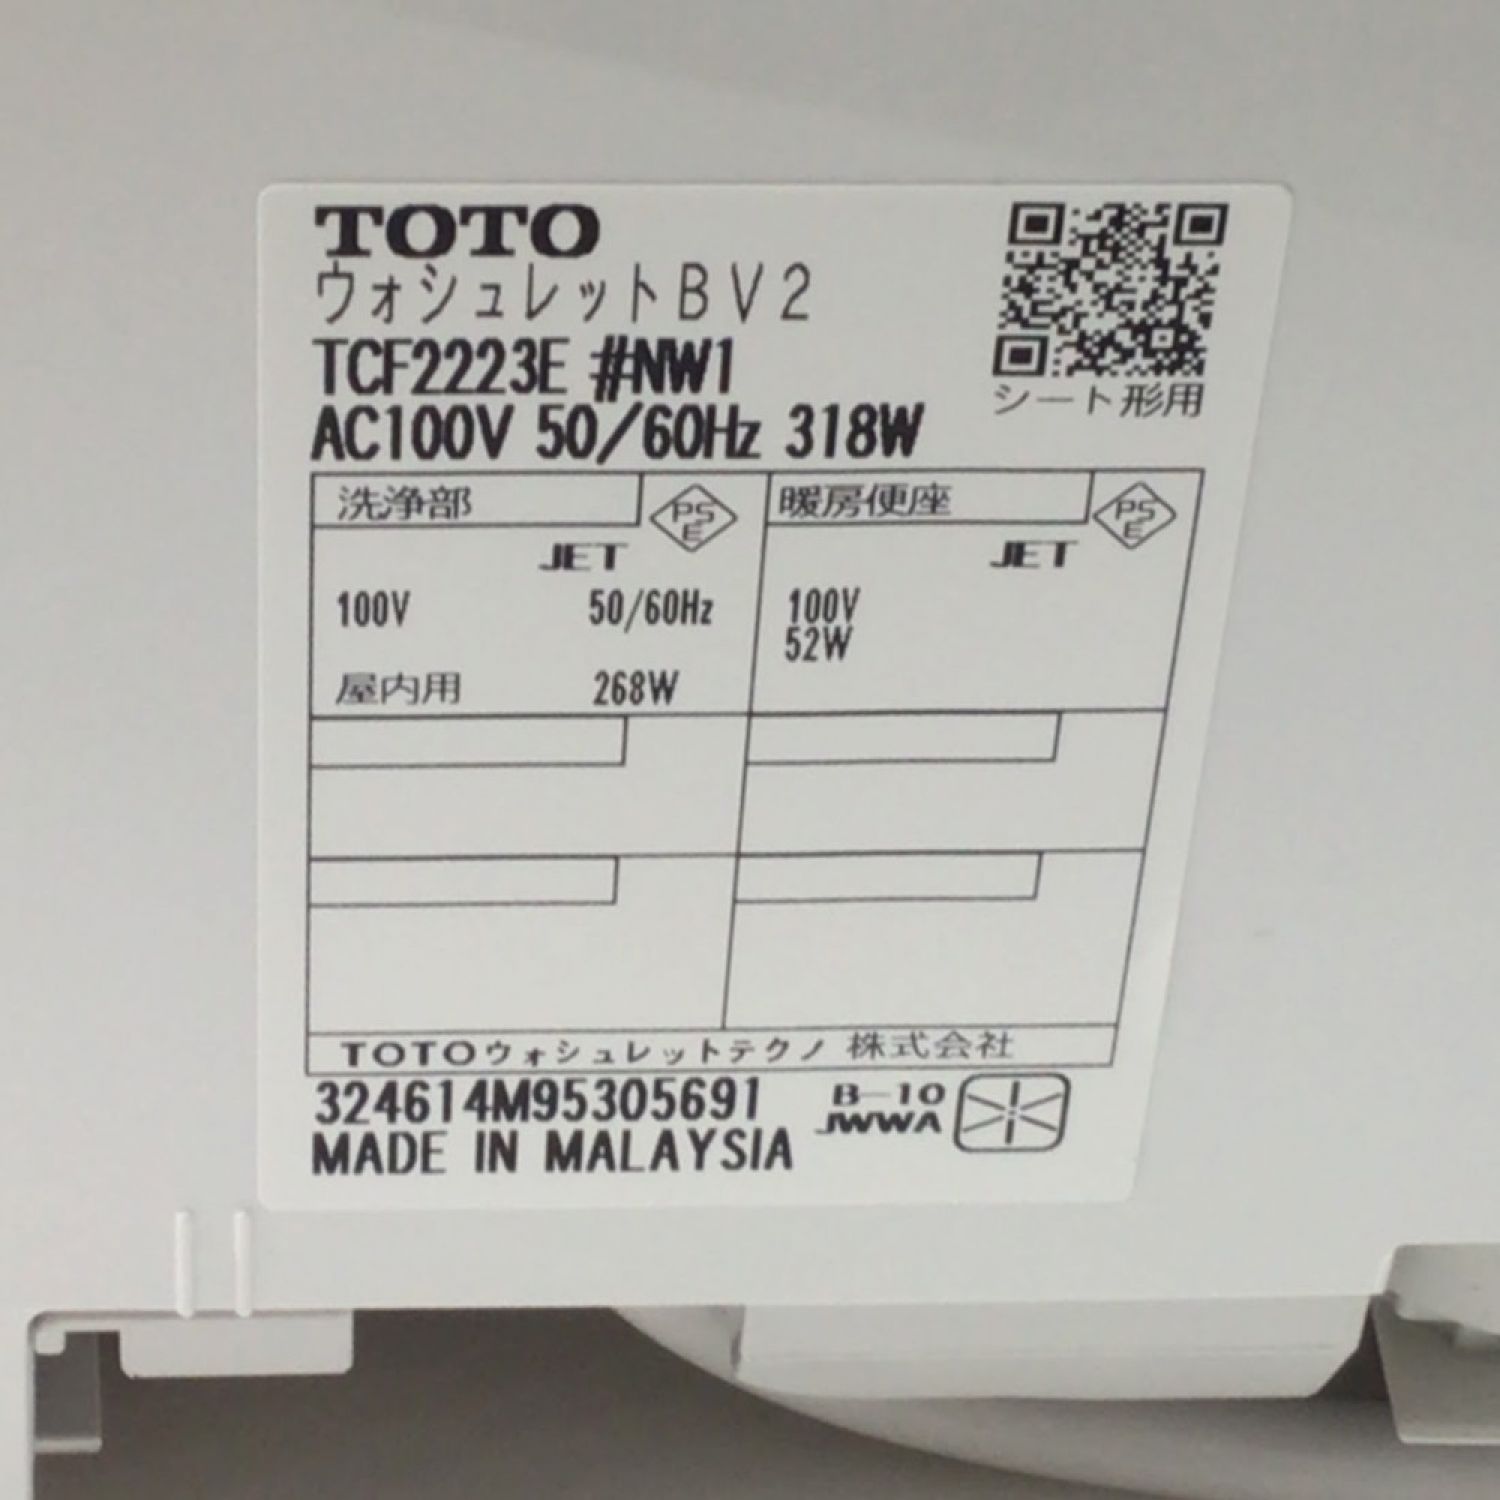 TOTO
ウォシュレットBV2
TCF2223E #NW1
シート形用
AC100V 50/60Hz 318W
洗浄部 PSE 暖房便座 PSE
JET JET
100V 50/60Hz 100V
52W
屋内用 268W
TOTOウォシュレットテクノ 株式会社
324614M95305691 B-10
JWWA
MADE IN MALAYSIA